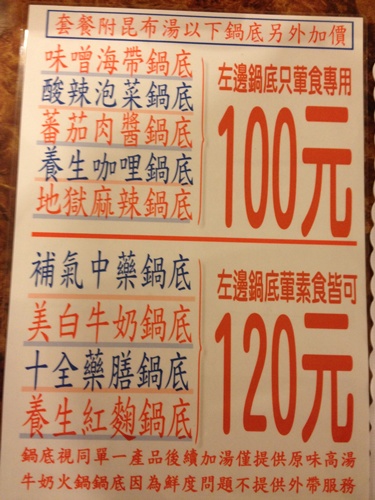 套餐附昆布湯以下鍋底另外加價
味噌海帶鍋底
酸辣泡菜鍋底
蕃茄肉醬鍋底
養生咖哩鍋底
地獄麻辣鍋底
左邊鍋底只葷食專用
100元
補氣中藥鍋底
美白牛奶鍋底
十全藥膳鍋底
養生紅麴鍋底
左邊鍋底葷素食皆可
120元
鍋底視同單一產品後續加湯僅提供原味高湯
牛奶火鍋鍋底因為鮮度問題不提供外帶服務